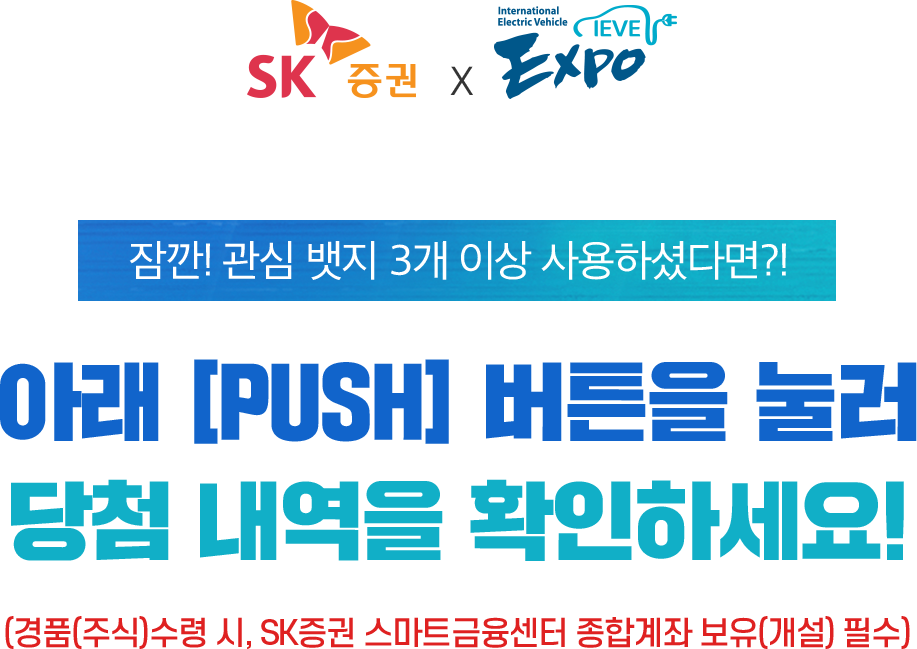 SK 증권 X International
Electric Vehicle
IEVE
EXPO
잠깐! 관심 뱃지 3개 이상 사용하셨다면?!
아래 [PUSH] 버튼을 눌러
당첨 내역을 확인하세요!
(경품(주식)수령 시, SK증권 스마트금융센터 종합계좌 보유(개설) 필수)